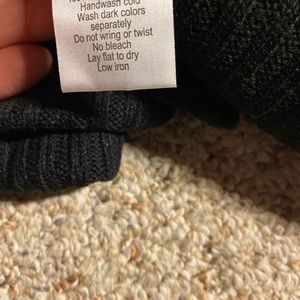 Handwash cold
Wash dark colors
separately
Do not wring or twist
No bleach
Lay flat to dry
Low iron